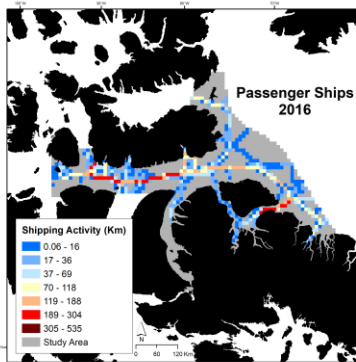 Passenger Ships
2016
Shipping Activity (Km)
0.06 - 16
17 - 36
37 - 69
70 - 118
119 - 188
189 - 304
305 - 535
Study Area
N
0 30 60 120 Km